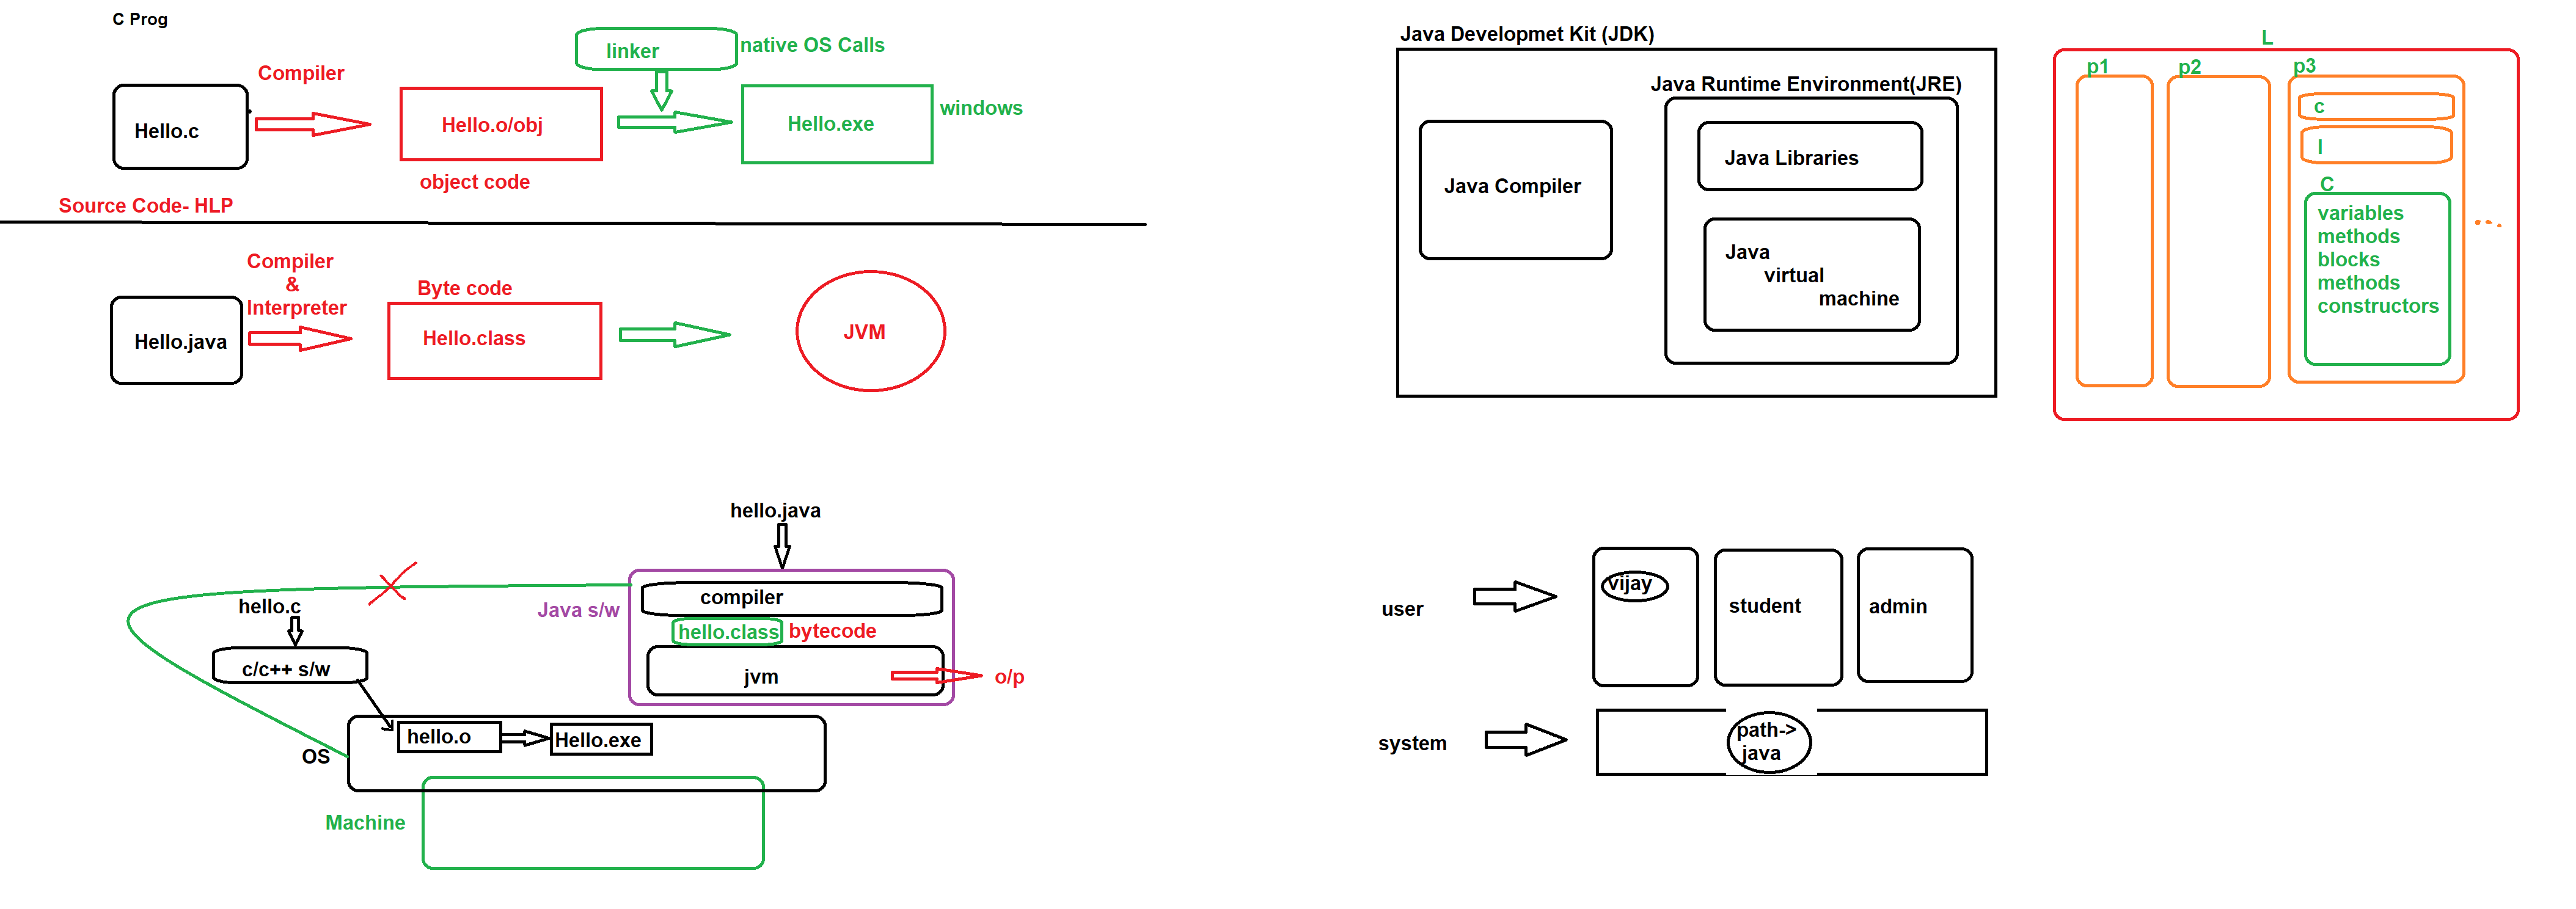 C Prog
linker
native OS Calls
Compiler
Hello.c
Hello.o/obj
Hello.exe
windows
object code
Source Code- HLP
Compiler
&
Interpreter
Byte code
Hello.java
Hello.class
JVM
Java Developmet Kit (JDK)
Java Runtime Environment(JRE)
Java Compiler
Java Libraries
Java
virtual
machine
L
p1
p2
p3
c
I
C
variables
methods
blocks
methods
constructors
hello.java
compiler
Java s/w
hello.class
bytecode
jvm
o/p
hello.c
c/c++ s/w
hello.o
Hello.exe
OS
Machine
user
vijay
student
admin
system
path->
java